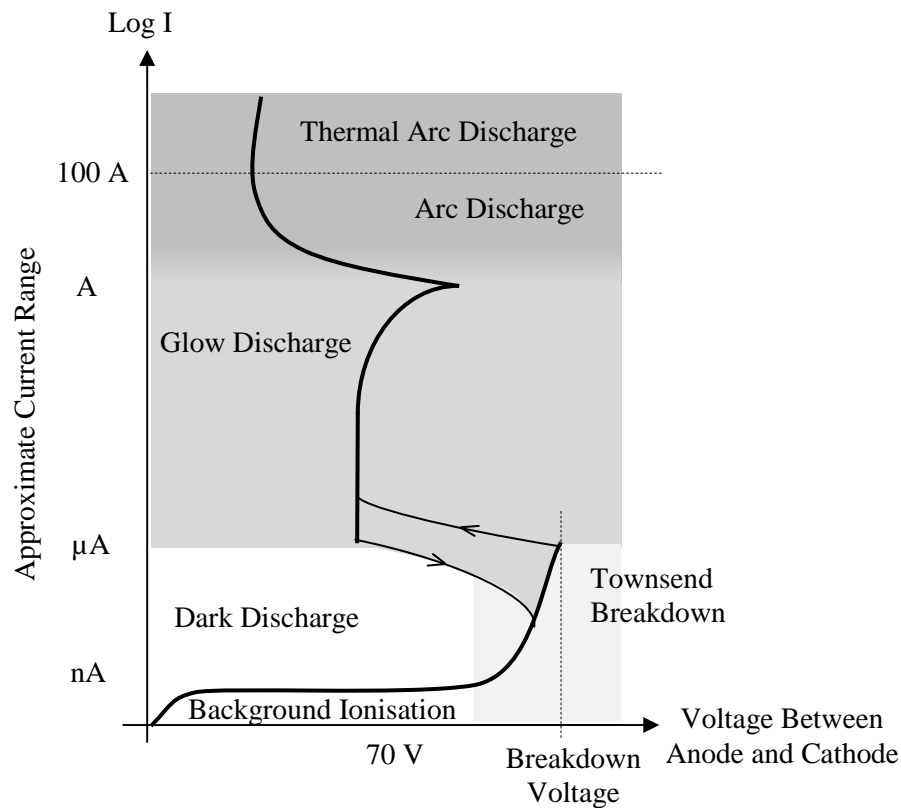 Log I
Thermal Arc Discharge
100 A
Arc Discharge
A
Glow Discharge
Approximate Current Range
µA
Townsend
Breakdown
Dark Discharge
nA
Background Ionisation
70 V
Breakdown
Voltage
Voltage Between
Anode and Cathode